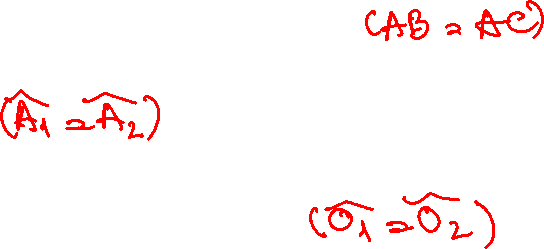 (AB = AC)
(Â₁ = Â₂)
(Ô₁ = Ô₂)